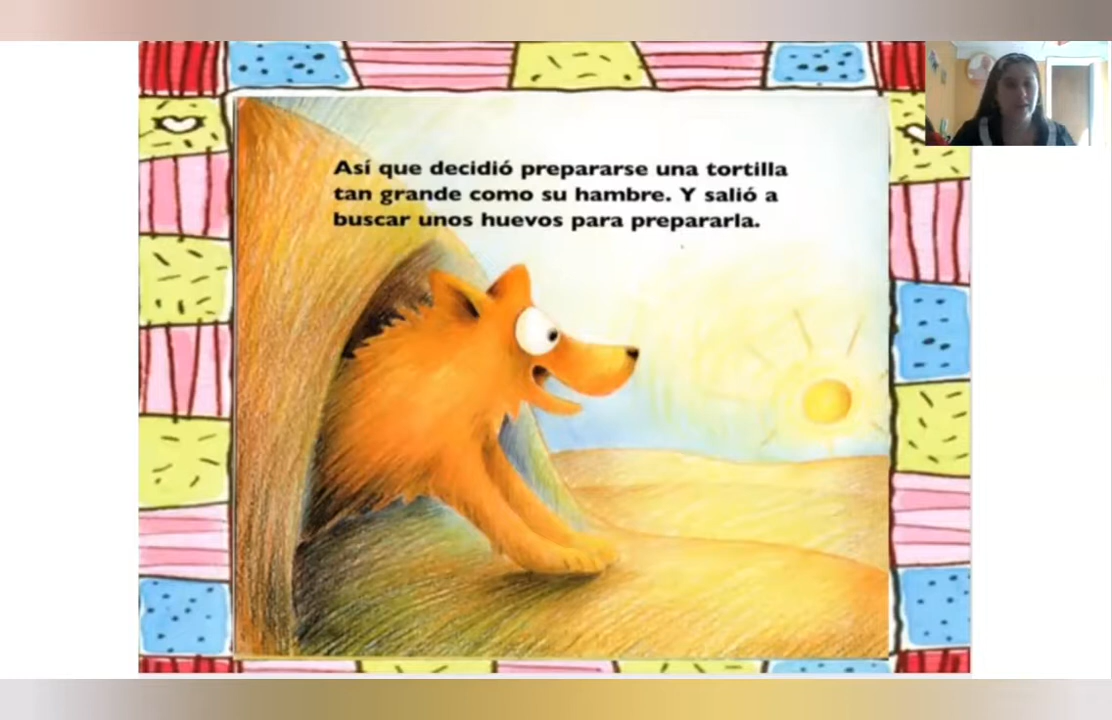 Así que decidió prepararse una tortilla
tan grande como su hambre. Y salió a
buscar unos huevos para prepararla.